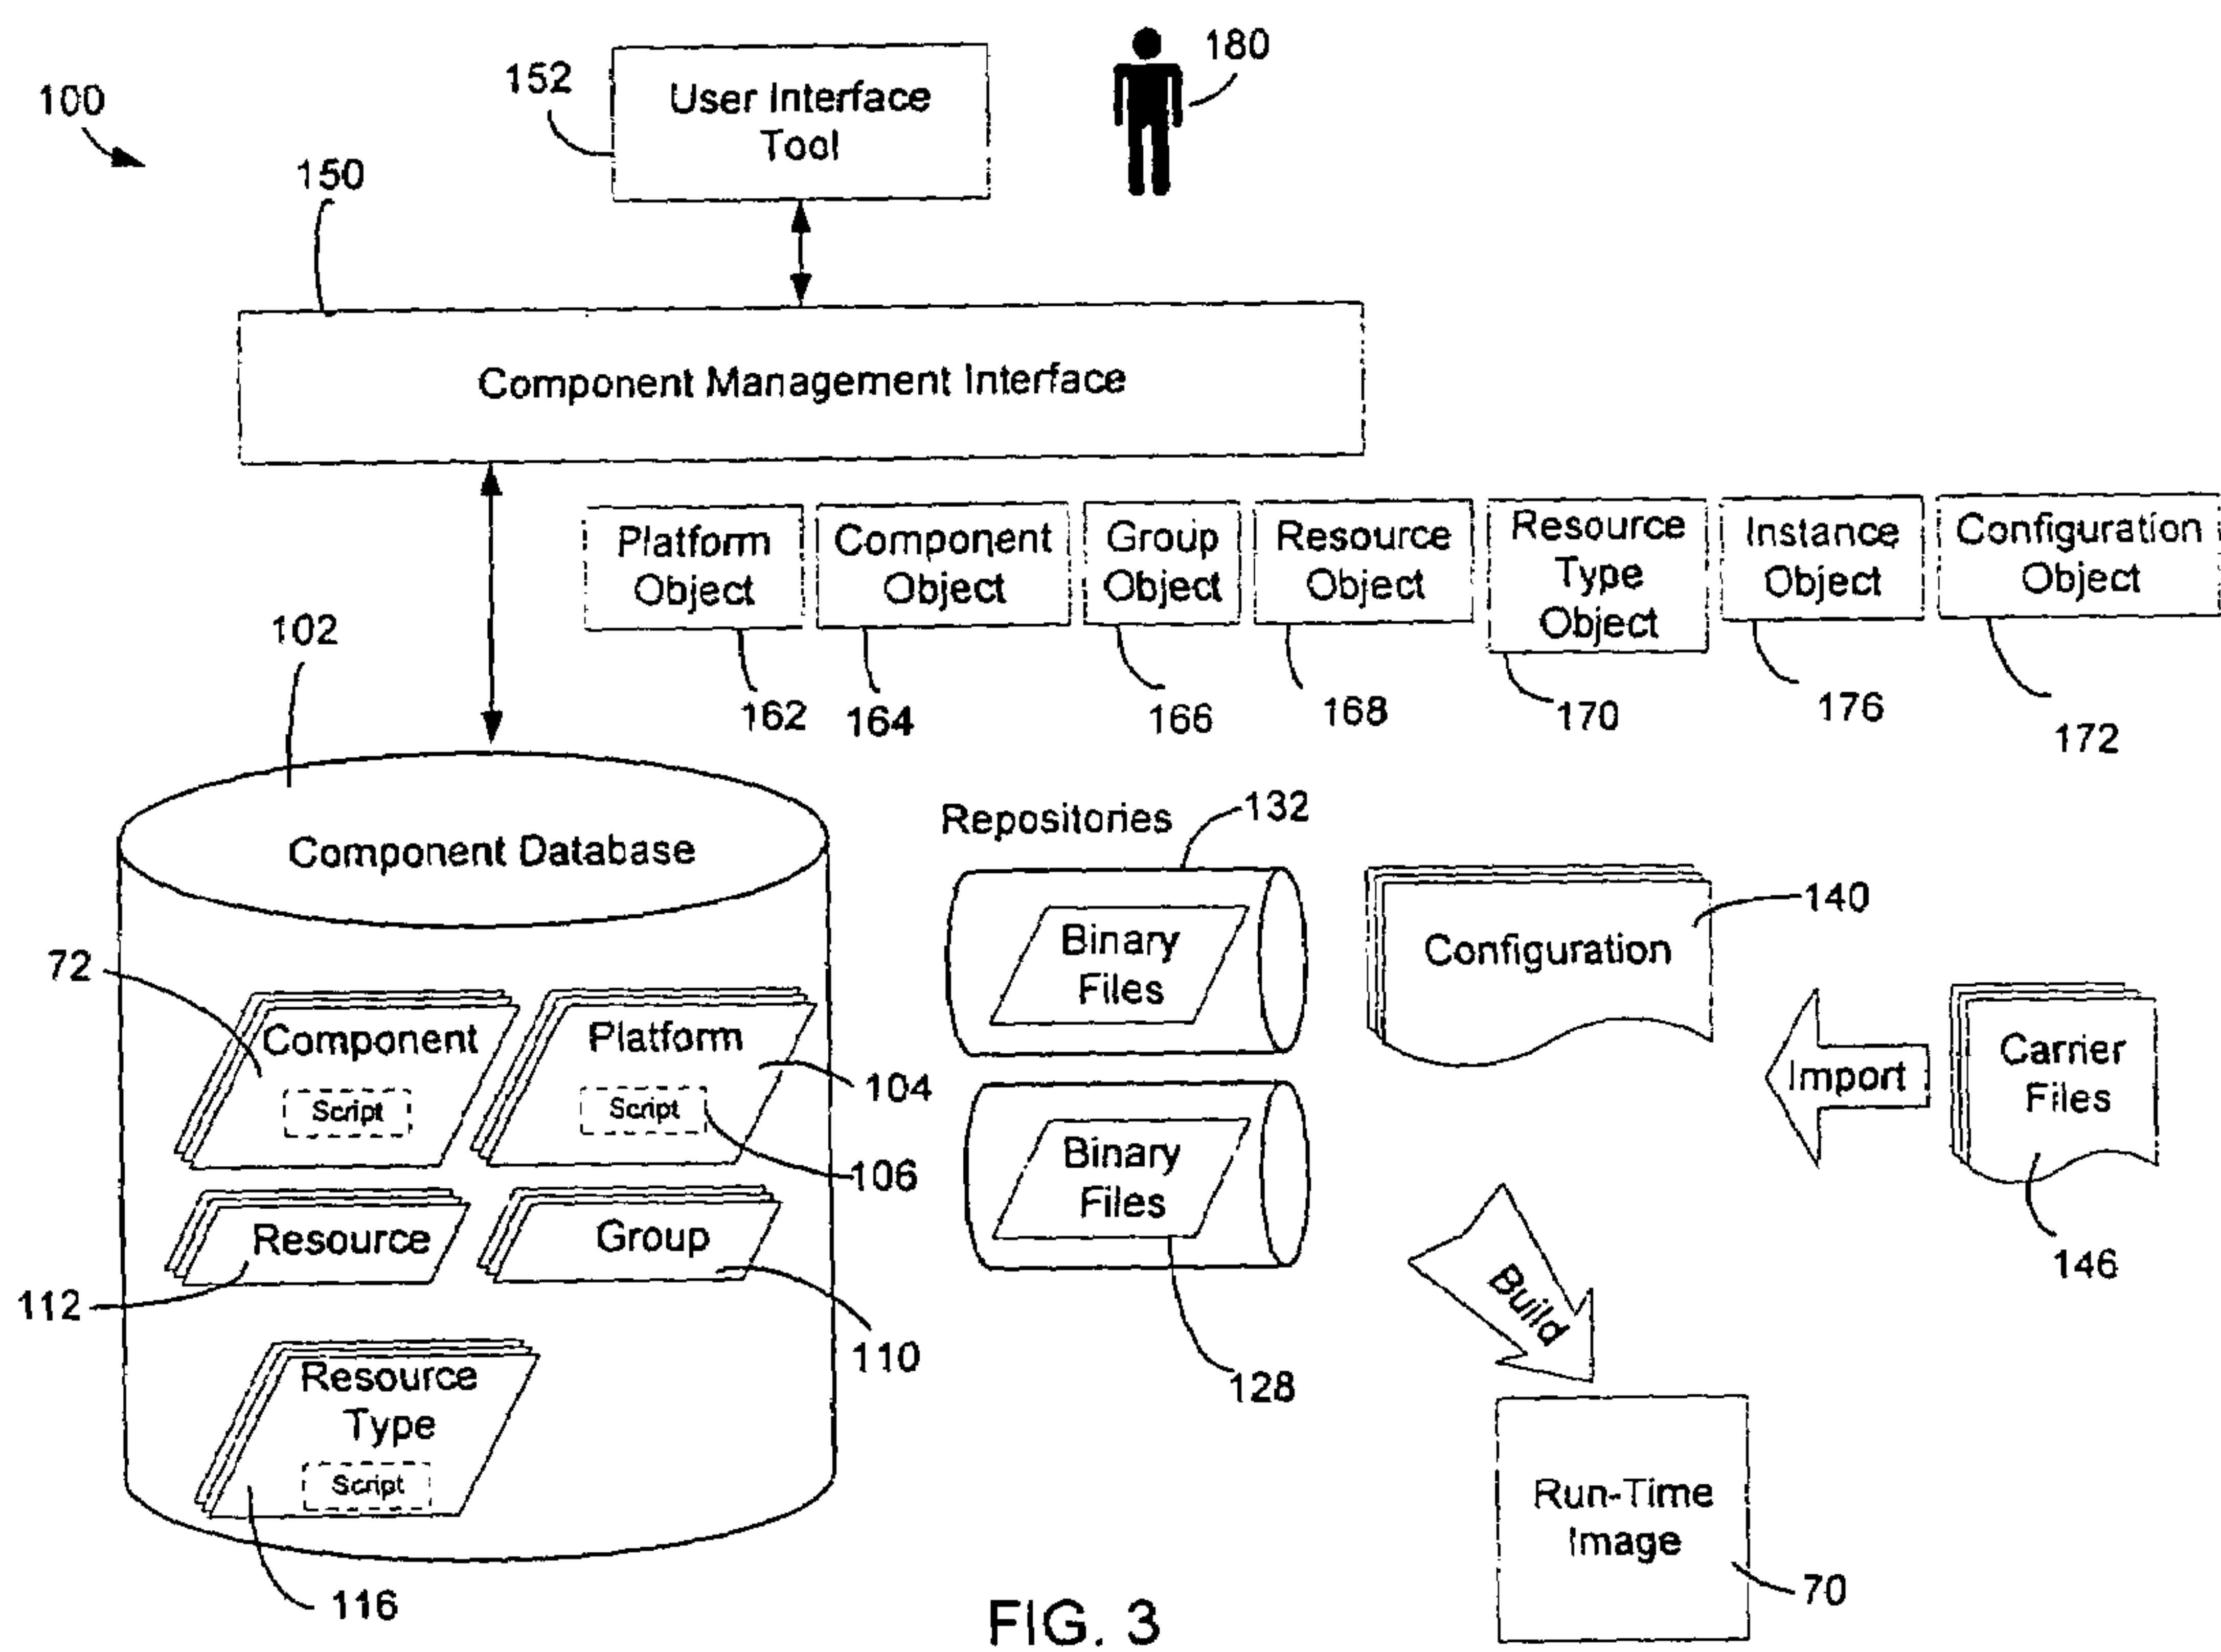 100
152
User Interface
Tool
180
150
Component Management Interface
Platform
Object
Component
Object
Group
Object
Resource
Object
Resource
Type
Object
Instance
Object
Configuration
Object
162
164
166
168
170
176
172
102
Component Database
Repositories
132
Binary
Files
Configuration
140
72
Component
Script
Platform
Script
104
106
Binary
Files
128
Import
Carrier
Files
146
Resource
112
Group
110
Build
Resource
Type
Script
116
Run-Time
Image
70
FIG. 3